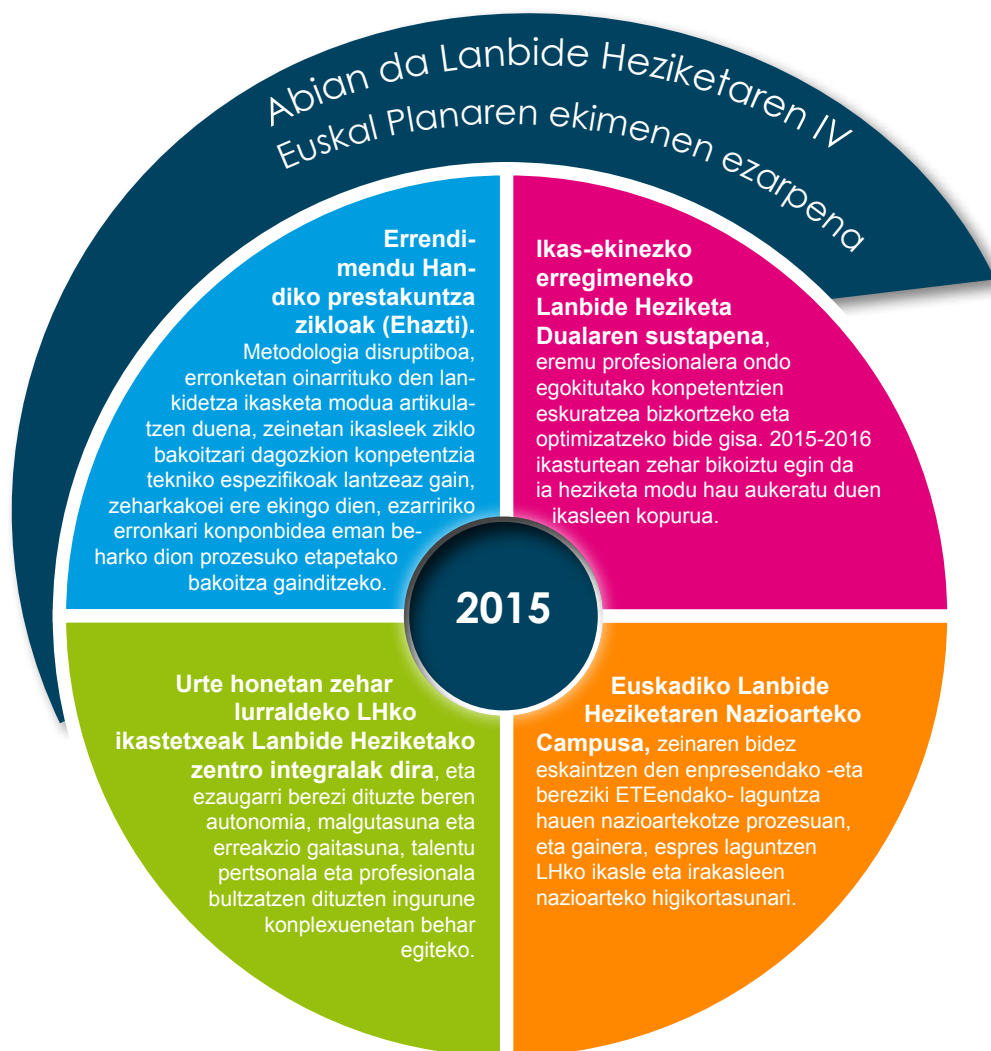 Abian da Lanbide Heziketaren IV
Euskal Planaren ekimenen ezarpena
Errendi-
mendu Han-
diko prestakuntza
zikloak (Ehazti).
Metodologia disruptiboa,
erronketan oinarrituko den lan-
kidetza ikasketa modua artikula-
tzen duena, zeinetan ikasleek ziklo
bakoitzari dagozkion konpetentzia
tekniko espezifikoak lantzeaz gain,
zeharkakoei ere ekingo dien, ezarririko
erronkari konponbidea eman be-
harko dion prozesuko etapetako
bakoitza gainditzeko.
Ikas-ekinezko
erregimeneko
Lanbide Heziketa
Dualaren sustapena,
eremu profesionalera ondo
egokitutako konpetentzien
eskuratzea bizkortzeko eta
optimizatzeko bide gisa. 2015-2016
ikasturtean zehar bikoiztu egin da
ia heziketa modu hau aukeratu duen
ikasleen kopurua.
2015
Urte honetan zehar
lurraldeko LHko
ikastetxeak Lanbide Heziketako
zentro integralak dira, eta
ezaugarri berezi dituzte beren
autonomia, malgutasuna eta
erreakzio gaitasuna, talentu
pertsonala eta profesionala
bultzatzen dituzten ingurune
konplexuenetan behar
egiteko.
Euskadiko Lanbide
Heziketaren Nazioarteko
Campusa, zeinaren bidez
eskaintzen den enpresendako -eta
bereziki ETEendako- laguntza
hauen nazioartekotze prozesuan,
eta gainera, espres laguntzen
LHko ikasle eta irakasleen
nazioarteko higikortasunari.